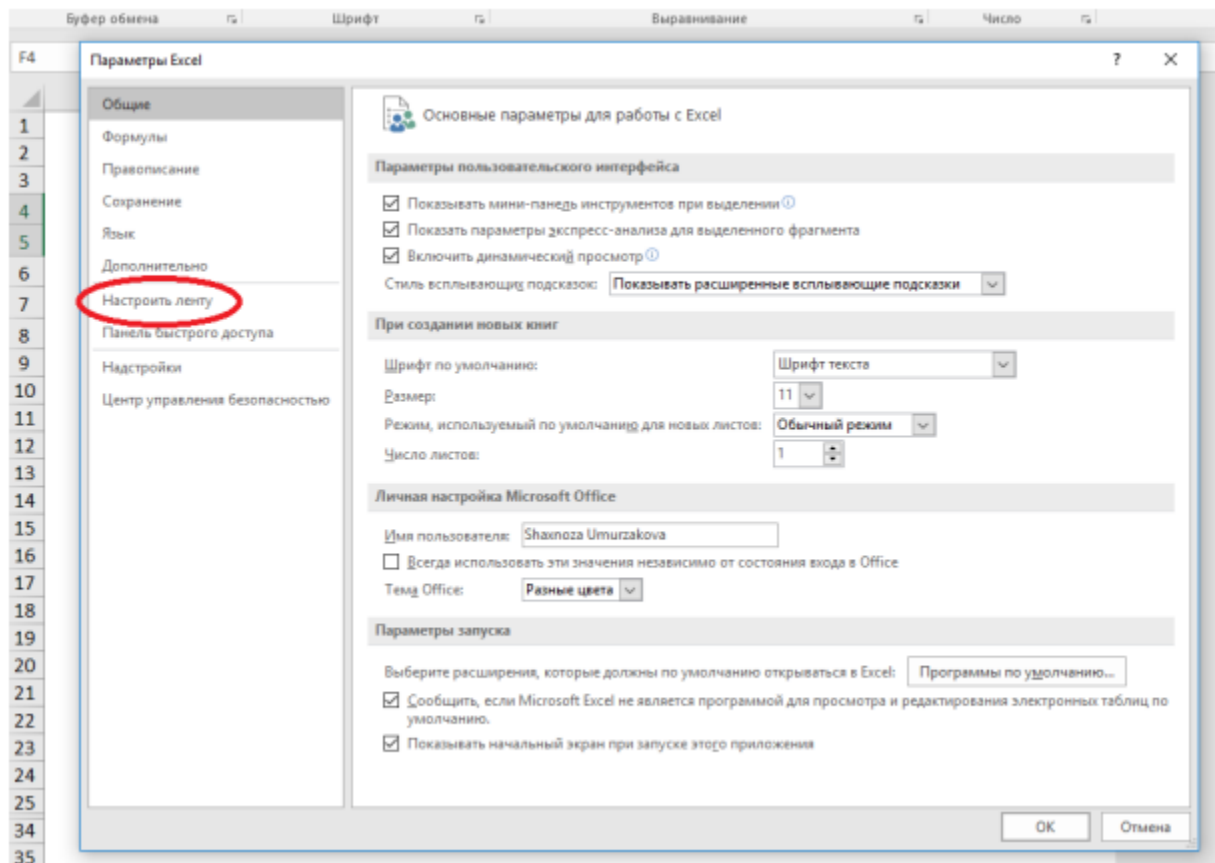 Буфер обмена Шрифт Выравнивание Число
F4
Параметры Excel ? ×
1
2
3
4
5
6
7
8
9
10
11
12
13
14
15
16
17
18
19
20
21
22
23
24
25
34
35
Общие
Формулы
Правописание
Сохранение
Язык
Дополнительно
Настроить ленту
Панель быстрого доступа
Надстройки
Центр управления безопасностью
Основные параметры для работы с Excel
Параметры пользовательского интерфейса
Показывать мини-панель инструментов при выделении
Показать параметры экспресс-анализа для выделенного фрагмента
Включить динамический просмотр
Стиль всплывающих подсказок: Показывать расширенные всплывающие подсказки
При создании новых книг
Шрифт по умолчанию: Шрифт текста
Размер: 11
Режим, используемый по умолчанию для новых листов: Обычный режим
Число листов: 1
Личная настройка Microsoft Office
Имя пользователя: Shaxnoza Umurzakova
Всегда использовать эти значения независимо от состояния входа в Office
Тема Office: Разные цвета
Параметры запуска
Выберите расширения, которые должны по умолчанию открываться в Excel: Программы по умолчанию...
Сообщить, если Microsoft Excel не является программой для просмотра и редактирования электронных таблиц по
умолчанию.
Показывать начальный экран при запуске этого приложения
ОК Отмена